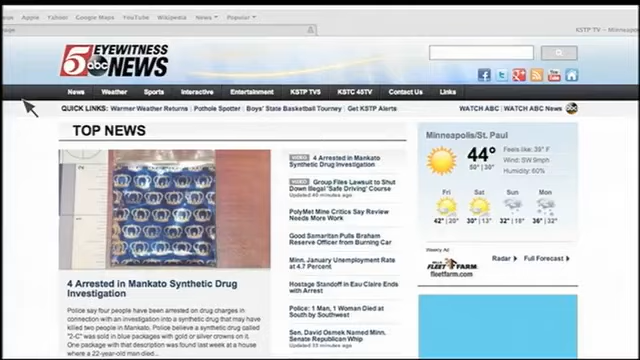 Apple Yahoo! Google Maps YouTube Wikipedia News Popular
KSTP TV – Minneapo
5 EYEWITNESS
abc NEWS
News Weather Sports Interactive Entertainment KSTP TV5 KSTC 45TV Contact Us Links
QUICK LINKS: Warmer Weather Returns | Pothole Spotter | Boys' State Basketball Tourney | Get KSTP Alerts WATCH ABC | WATCH ABC News abc
TOP NEWS
4 Arrested in Mankato Synthetic Drug
Investigation
Police say four people have been arrested on drug charges in
connection with an investigation into a synthetic drug that may have
killed two people in Mankato. Police believe a synthetic drug called
"2-C" was sold in blue packages with gold or silver crowns on it.
One package with that description was found last week at a house
where a 22-year-old man died.
VIDEO 4 Arrested in Mankato
Synthetic Drug Investigation
VIDEO Group Files Lawsuit to Shut
Down Illegal 'Safe Driving' Course
Updated 45 minutes ago
PolyMet Mine Critics Say Review
Needs More Work
Good Samaritan Pulls Braham
Reserve Officer from Burning Car
Minn. January Unemployment Rate
at 4.7 Percent
Hostage Standoff in Eau Claire Ends
with Arrest
Police: 1 Man, 1 Woman Died at
South by Southwest
Sen. David Osmek Named Minn.
Senate Republican Whip
Updated 33 minutes ago
Minneapolis/St. Paul
44°
50° | 30°
Feels like: 39° F
Wind: SW 9mph
Humidity: 60%
Fri Sat Sun Mon
42° | 20° 30° | 13° 32° | 20° 36° | 32°
Weekly Ad
FLEET FARM
fleetfarm.com
Radar Full Forecast